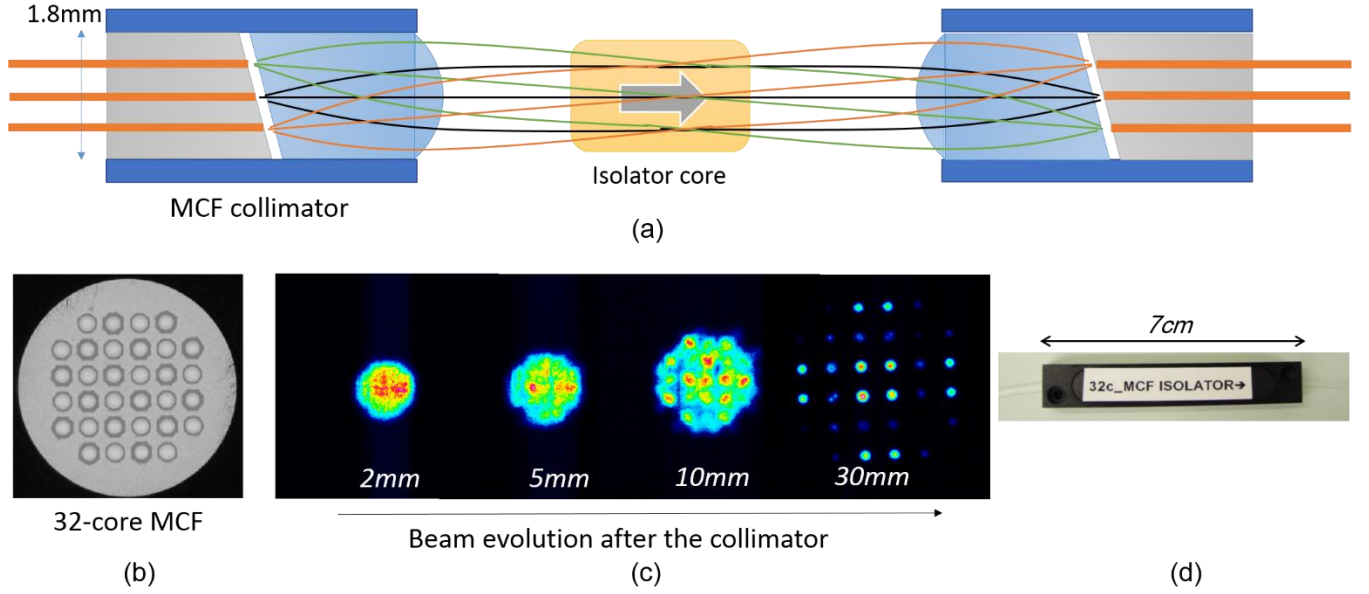 1.8mm
Isolator core
MCF collimator
(a)
2mm 5mm 10mm 30mm
7cm
32c_MCF ISOLATOR→
32-core MCF
Beam evolution after the collimator
(b) (c) (d)